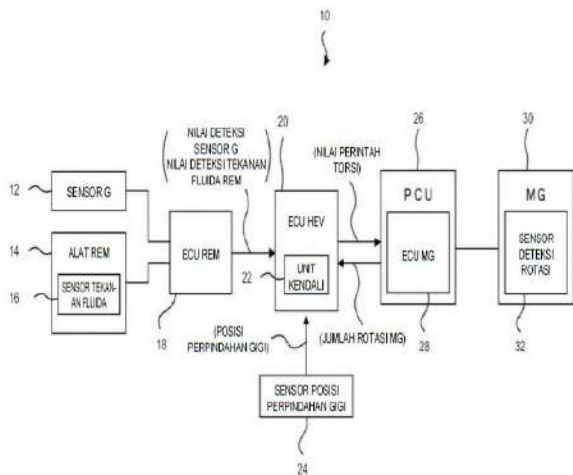 10
NILAI DETEKSI
SENSOR G
NILAI DETEKSI TEKANAN
FLUIDA REM
20
26
30
12
SENSOR G
14
ALAT REM
16
SENSOR TEKAN-
AN FLUIDA
ECU REM
18
ECU HEV
22
UNIT
KENDALI
(NILAI PERINTAH
TORSI)
PCU
ECU MG
28
MG
SENSOR
DETEKSI
ROTASI
32
(JUMLAH ROTASI MG)
(POSISI
PERPINDAHAN GIGI)
SENSOR POSISI
PERPINDAHAN GIGI
24